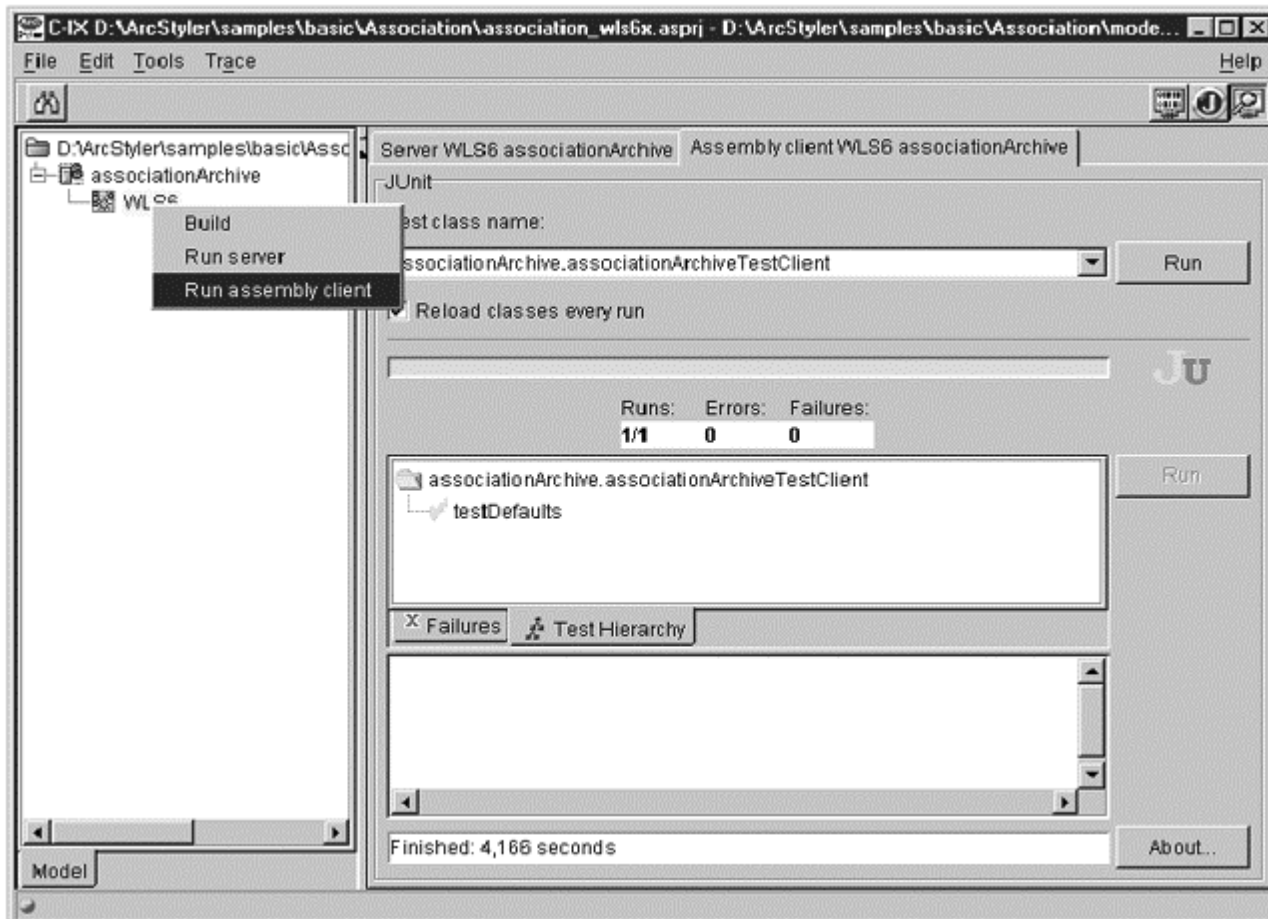 C-IX D:\ArcStyler\samples\basic\Association\association_wls6x.asprj - D:\ArcStyler\samples\basic\Association\mode...
File Edit Tools Trace Help
D:\ArcStyler\samples\basic\Assc
associationArchive
WLS6
Build
Run server
Run assembly client
Model
Server WLS6 associationArchive
Assembly client WLS6 associationArchive
JUnit
est class name:
ssociationArchive.associationArchiveTestClient
Run
Reload classes every run
JU
Runs: Errors: Failures:
1/1 0 0
associationArchive.associationArchiveTestClient
testDefaults
Run
X Failures
Test Hierarchy
Finished: 4,166 seconds
About...